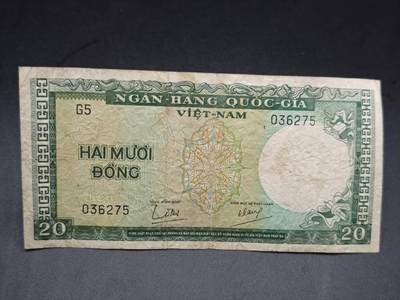 NGÂN-HÀNG QUỐC-GIA
VIỆT-NAM
G5
036275
HAI MƯƠI
ĐỒNG
036275
20
20